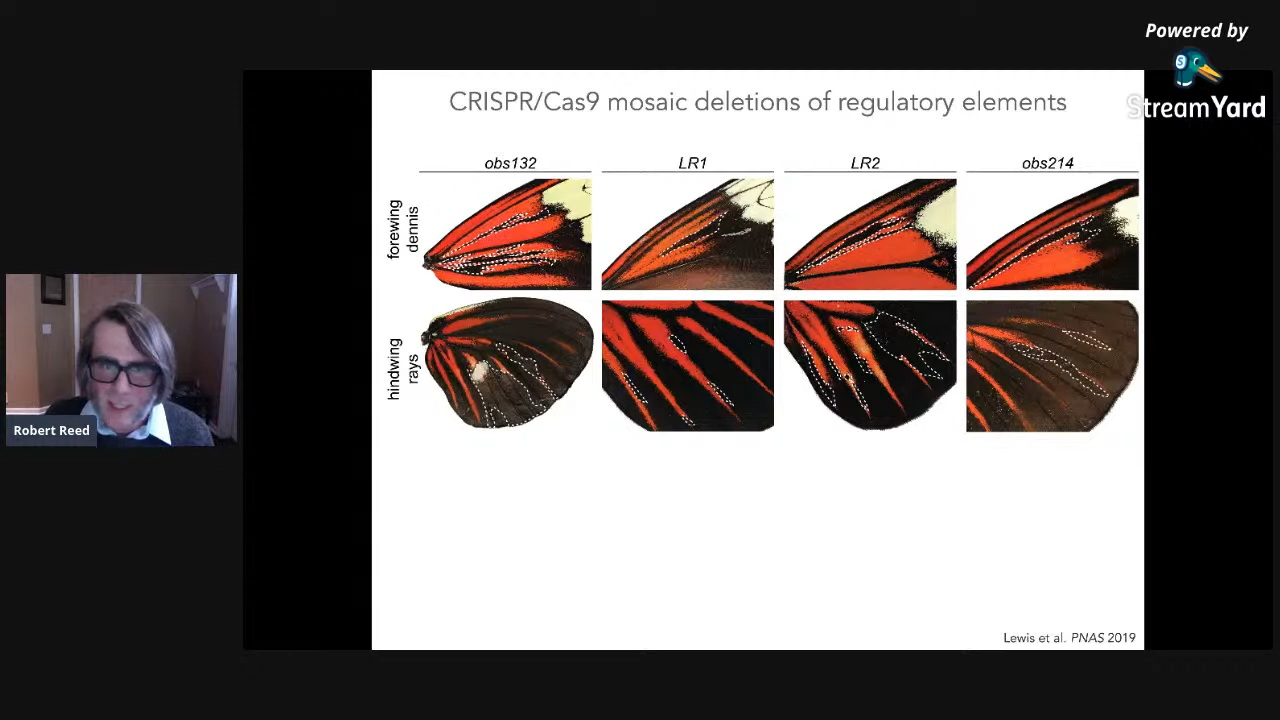 Powered by
StreamYard
CRISPR/Cas9 mosaic deletions of regulatory elements
obs132
LR1
LR2
obs214
forewing
dennis
hindwing
rays
Robert Reed
Lewis et al. PNAS 2019